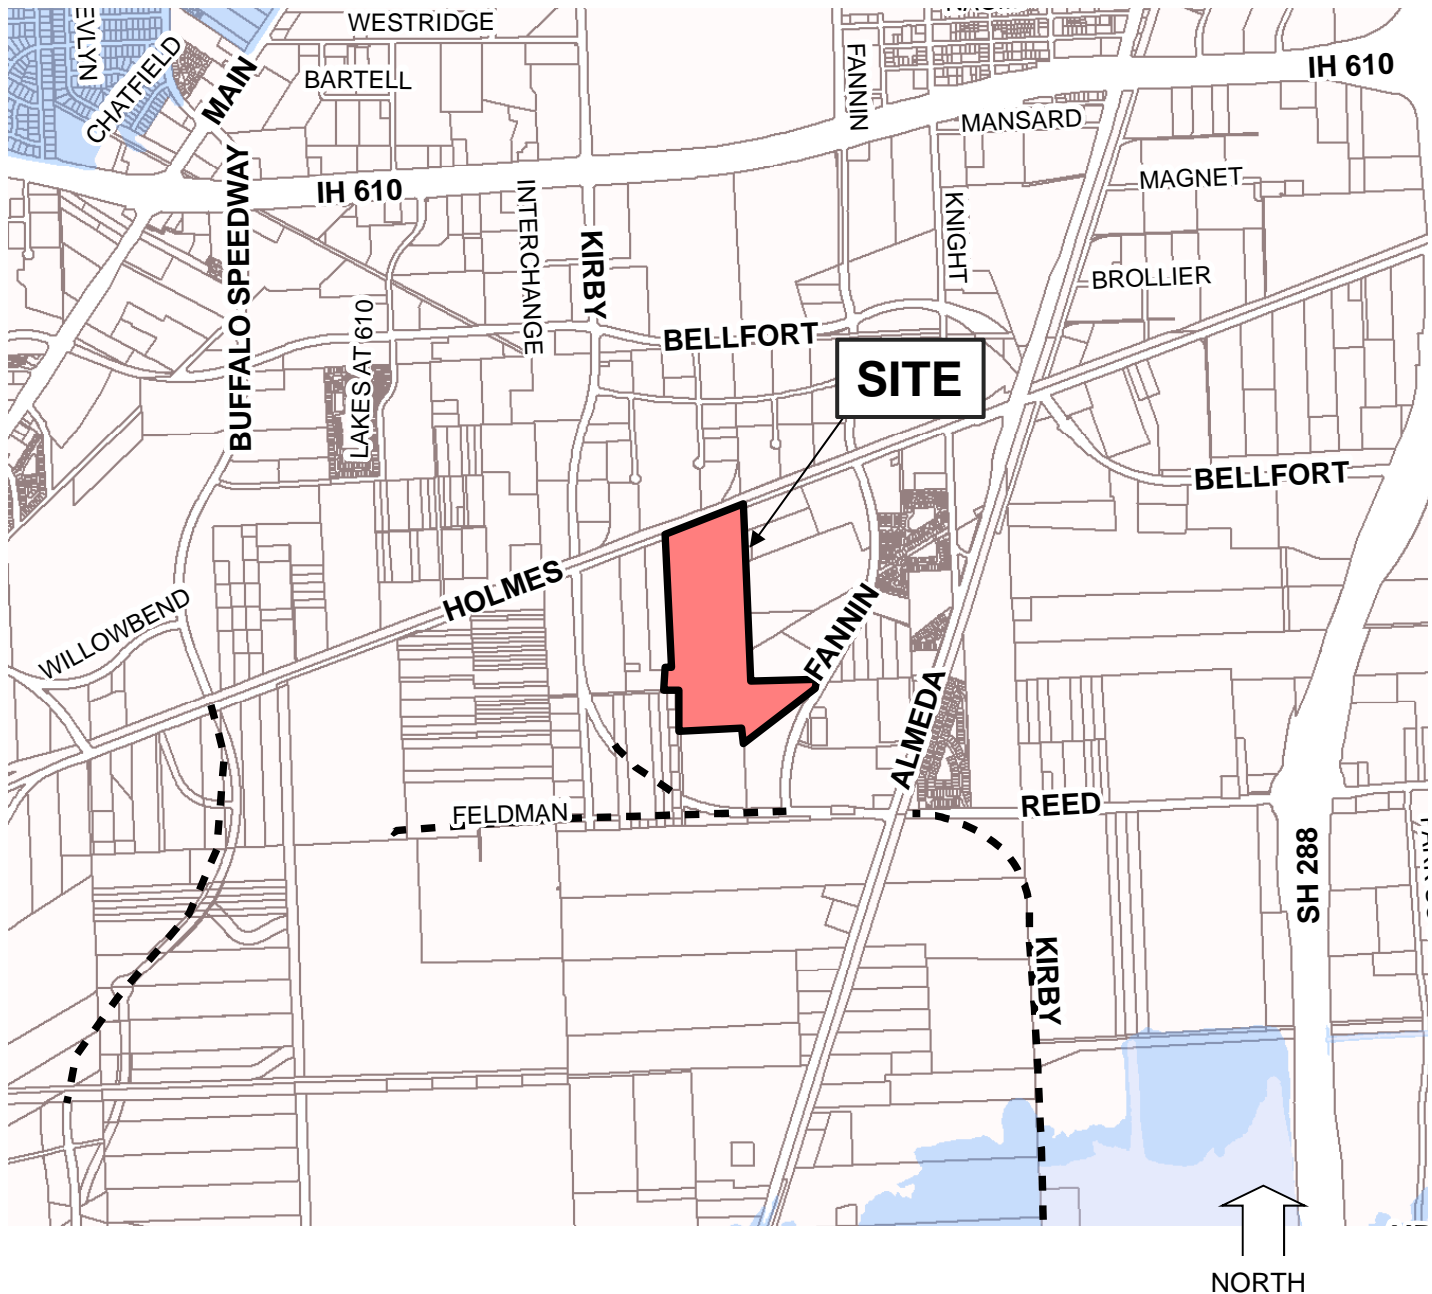 WESTRIDGE
EVLYN
CHATFIELD
MAIN
BARTELL
FANNIN
IH 610
MANSARD
BUFFALO SPEEDWAY
IH 610
INTERCHANGE
KIRBY
KNIGHT
MAGNET
BROLLIER
LAKES AT 610
BELLFORT
SITE
BELLFORT
HOLMES
WILLOWBEND
FANNIN
ALMEDA
FELDMAN
REED
SH 288
KIRBY
NORTH